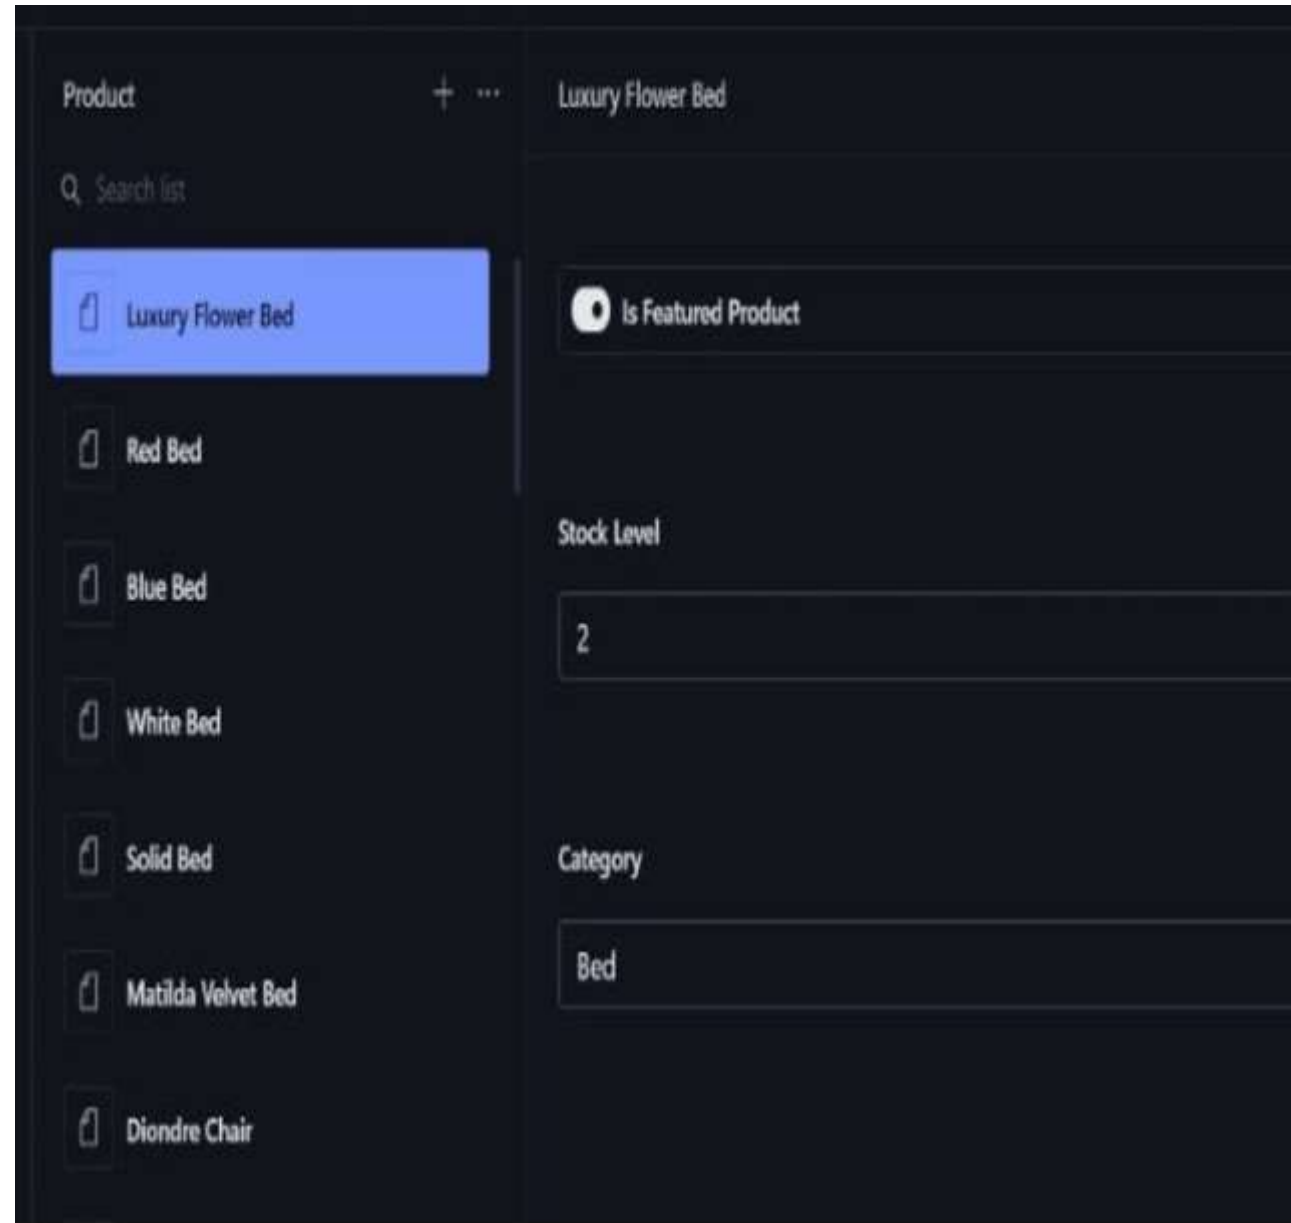 Product
Search list
Luxury Flower Bed
Red Bed
Blue Bed
White Bed
Solid Bed
Matilda Velvet Bed
Diondre Chair
Luxury Flower Bed
Is Featured Product
Stock Level
2
Category
Bed